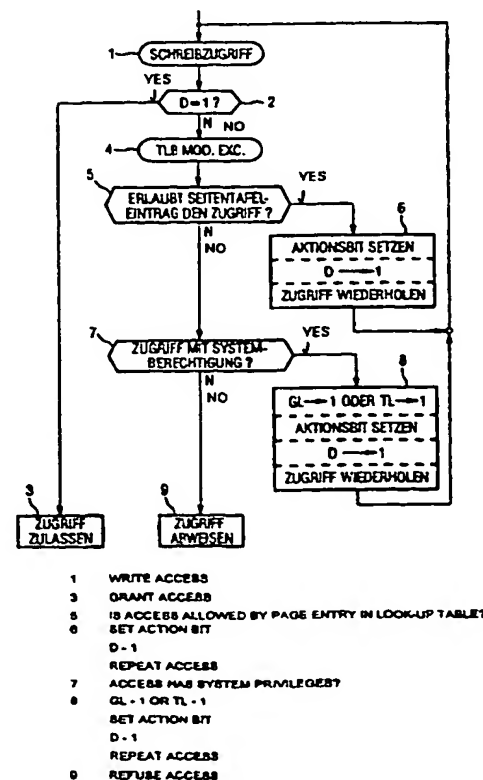 1 SCHREIBZUGRIFF
YES
D=1? 2
N NO
4 TLB MOD. EXC.
5 ERLAUBT SEITENTAFEL-
EINTRAG DEN ZUGRIFF?
YES
N
NO
6
AKTIONSBIT SETZEN
D → 1
ZUGRIFF WIEDERHOLEN
7 ZUGRIFF MIT SYSTEM-
BERECHTIGUNG?
YES
N
NO
8
GL→1 ODER TL→1
AKTIONSBIT SETZEN
D → 1
ZUGRIFF WIEDERHOLEN
3
ZUGRIFF
ZULASSEN
9
ZUGRIFF
ABWEISEN
1 WRITE ACCESS
3 GRANT ACCESS
5 IS ACCESS ALLOWED BY PAGE ENTRY IN LOOK-UP TABLE?
6 SET ACTION BIT
D - 1
REPEAT ACCESS
7 ACCESS HAS SYSTEM PRIVILEGES?
8 GL - 1 OR TL - 1
SET ACTION BIT
D - 1
REPEAT ACCESS
9 REFUSE ACCESS